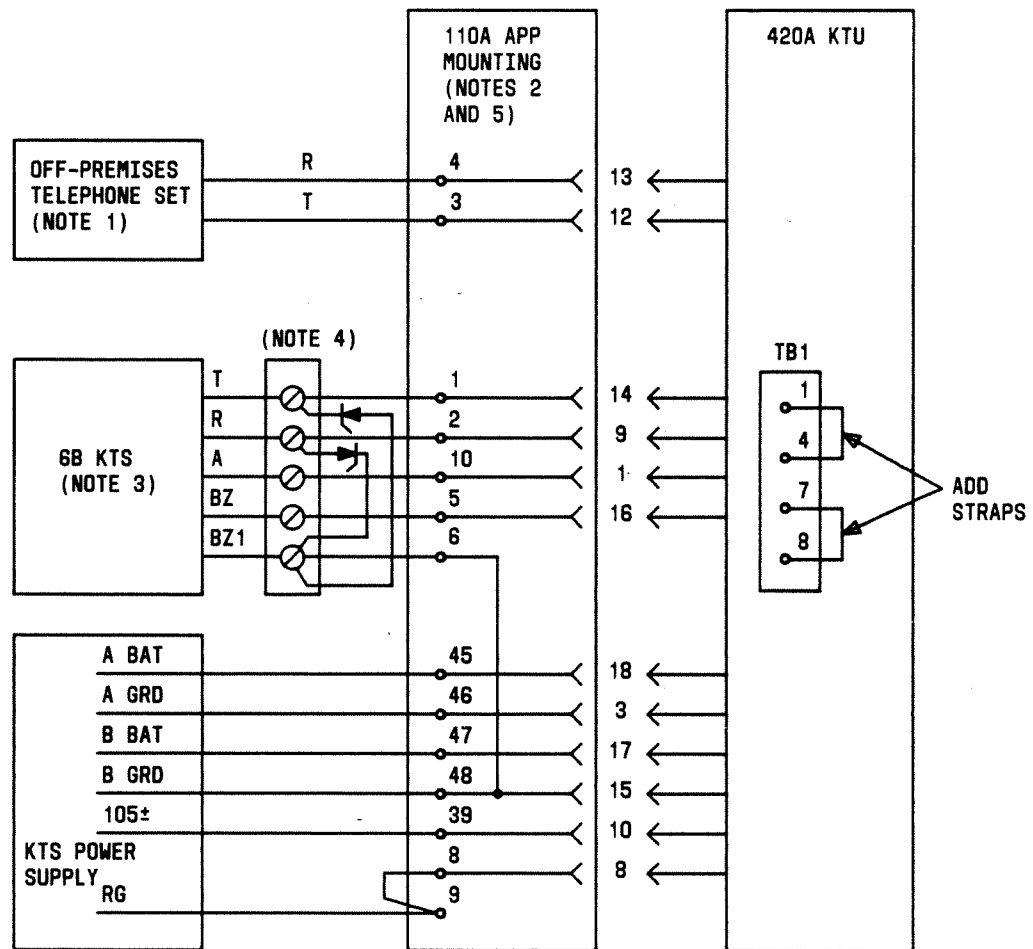 110A APP
MOUNTING
(NOTES 2
AND 5)
420A KTU
OFF-PREMISES
TELEPHONE SET
(NOTE 1)
R
4
13
T
3
12
(NOTE 4)
TB1
6B KTS
(NOTE 3)
T
1
14
R
2
9
A
10
1
BZ
5
16
BZ1
6
1
4
7
8
ADD
STRAPS
A BAT
45
18
A GRD
46
3
B BAT
47
17
B GRD
48
15
105±
39
10
8
8
KTS POWER
SUPPLY
RG
9